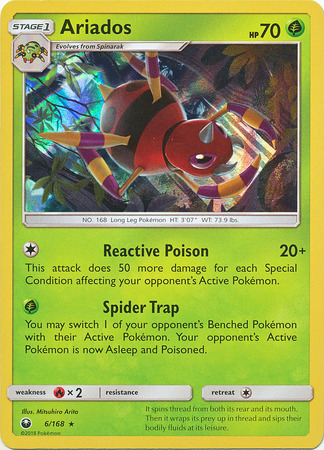 STAGE 1
Ariados
HP 70
Evolves from Spinarak
NO. 168 Long Leg Pokémon HT: 3'07" WT: 73.9 lbs.
Reactive Poison 20+
This attack does 50 more damage for each Special
Condition affecting your opponent's Active Pokémon.
Spider Trap
You may switch 1 of your opponent's Benched Pokémon
with their Active Pokémon. Your opponent's Active
Pokémon is now Asleep and Poisoned.
weakness × 2 resistance retreat
Illus. Mitsuhiro Arita
6/168 ★
©2018 Pokémon
It spins thread from both its rear and its mouth.
Then it wraps its prey up in thread and sips their
bodily fluids at its leisure.